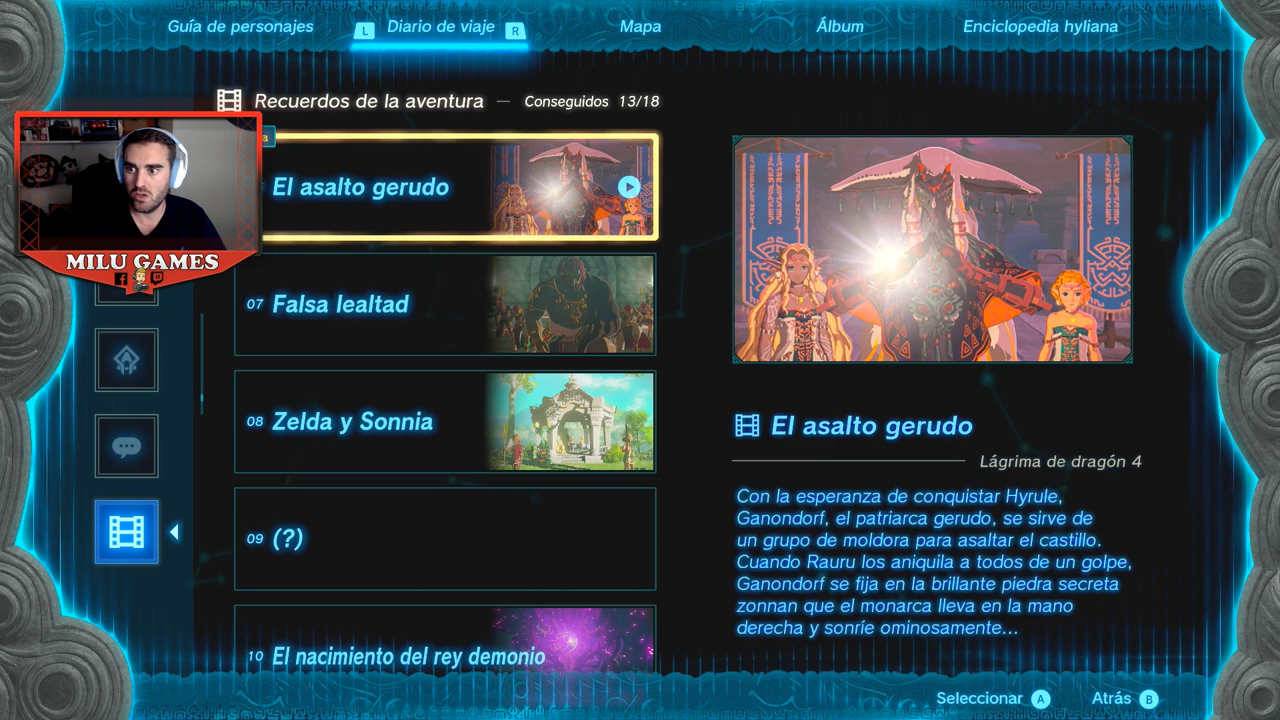 Guía de personajes
L Diario de viaje R
Mapa
Álbum
Enciclopedia hyliana
Recuerdos de la aventura — Conseguidos 13/18
El asalto gerudo
MILU GAMES
07 Falsa lealtad
08 Zelda y Sonnia
09 (?)
10 El nacimiento del rey demonio
El asalto gerudo
Lágrima de dragón 4
Con la esperanza de conquistar Hyrule,
Ganondorf, el patriarca gerudo, se sirve de
un grupo de moldora para asaltar el castillo.
Cuando Rauru los aniquila a todos de un golpe,
Ganondorf se fija en la brillante piedra secreta
zonnan que el monarca lleva en la mano
derecha y sonríe ominosamente...
Seleccionar A
Atrás B